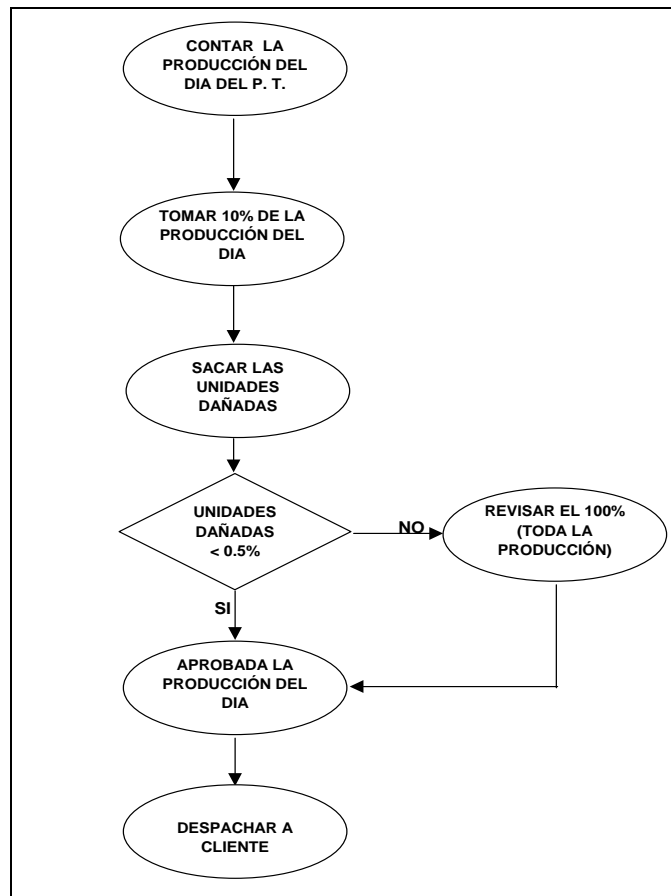 CONTAR LA
PRODUCCIÓN DEL
DIA DEL P. T.
TOMAR 10% DE LA
PRODUCCIÓN DEL
DIA
SACAR LAS
UNIDADES
DAÑADAS
UNIDADES
DAÑADAS
< 0.5%
NO
REVISAR EL 100%
(TODA LA
PRODUCCIÓN)
SI
APROBADA LA
PRODUCCIÓN DEL
DIA
DESPACHAR A
CLIENTE